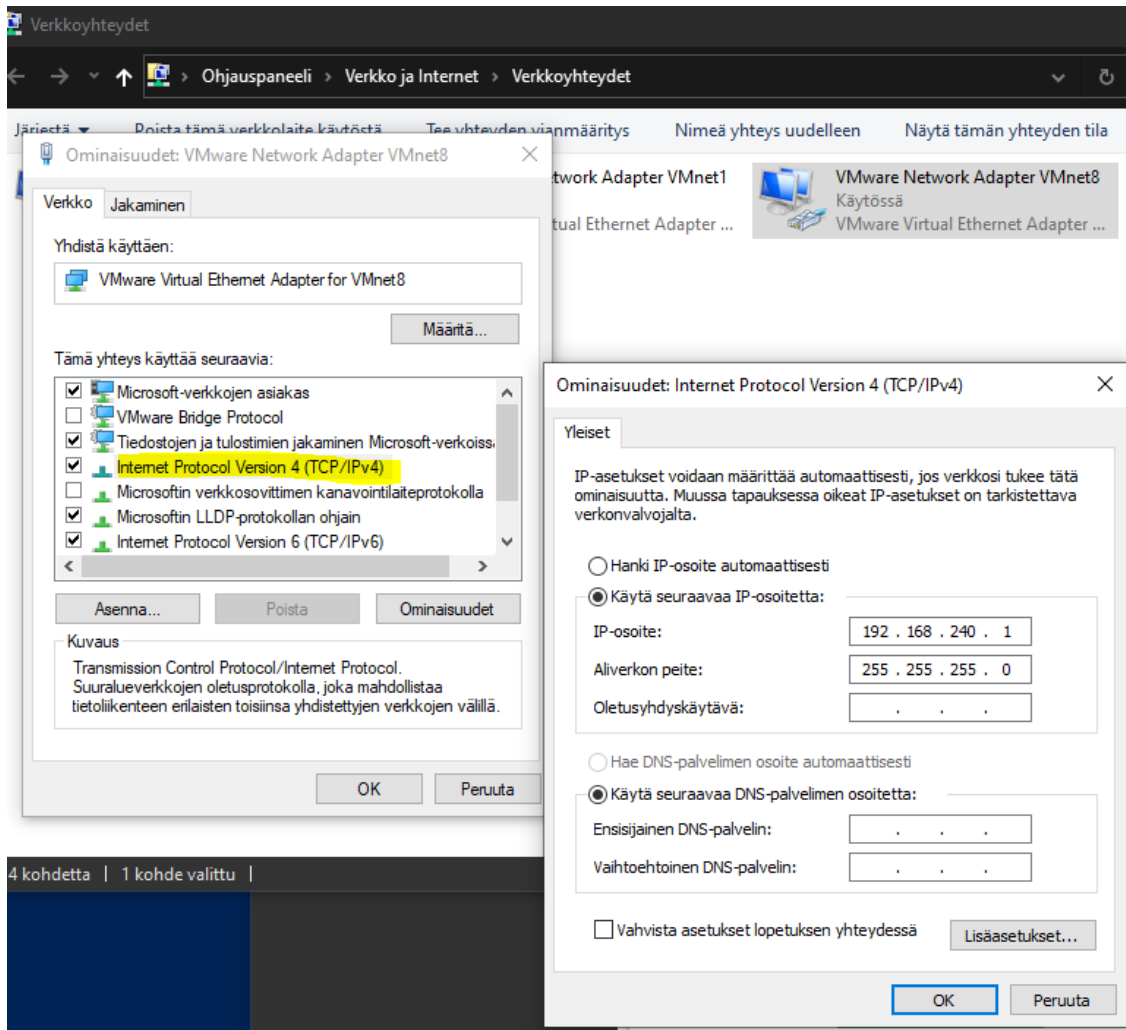 Verkkoyhteydet
Ohjauspaneeli › Verkko ja Internet › Verkkoyhteydet
Järjestä Poista tämä verkkolaite käytöstä Tee yhteyden vianmääritys Nimeä yhteys uudelleen Näytä tämän yhteyden tila
twork Adapter VMnet1
tual Ethernet Adapter ...
VMware Network Adapter VMnet8
Käytössä
VMware Virtual Ethernet Adapter ...
Ominaisuudet: VMware Network Adapter VMnet8
Verkko Jakaminen
Yhdistä käyttäen:
VMware Virtual Ethernet Adapter for VMnet8
Määritä...
Tämä yhteys käyttää seuraavia:
Microsoft-verkkojen asiakas
VMware Bridge Protocol
Tiedostojen ja tulostimien jakaminen Microsoft-verkoiss
Internet Protocol Version 4 (TCP/IPv4)
Microsoftin verkkosovittimen kanavointilaiteprotokolla
Microsoftin LLDP-protokollan ohjain
Internet Protocol Version 6 (TCP/IPv6)
Asenna... Poista Ominaisuudet
Kuvaus
Transmission Control Protocol/Internet Protocol.
Suuralueverkkojen oletusprotokolla, joka mahdollistaa
tietoliikenteen erilaisten toisiinsa yhdistettyjen verkkojen välillä.
OK Peruuta
4 kohdetta | 1 kohde valittu |
Ominaisuudet: Internet Protocol Version 4 (TCP/IPv4)
Yleiset
IP-asetukset voidaan määrittää automaattisesti, jos verkkosi tukee tätä
ominaisuutta. Muussa tapauksessa oikeat IP-asetukset on tarkistettava
verkonvalvojalta.
Hanki IP-osoite automaattisesti
Käytä seuraavaa IP-osoitetta:
IP-osoite: 192 . 168 . 240 . 1
Aliverkon peite: 255 . 255 . 255 . 0
Oletusyhdyskäytävä: . . .
Hae DNS-palvelimen osoite automaattisesti
Käytä seuraavaa DNS-palvelimen osoitetta:
Ensisijainen DNS-palvelin: . . .
Vaihtoehtoinen DNS-palvelin: . . .
Vahvista asetukset lopetuksen yhteydessä
Lisäasetukset...
OK Peruuta